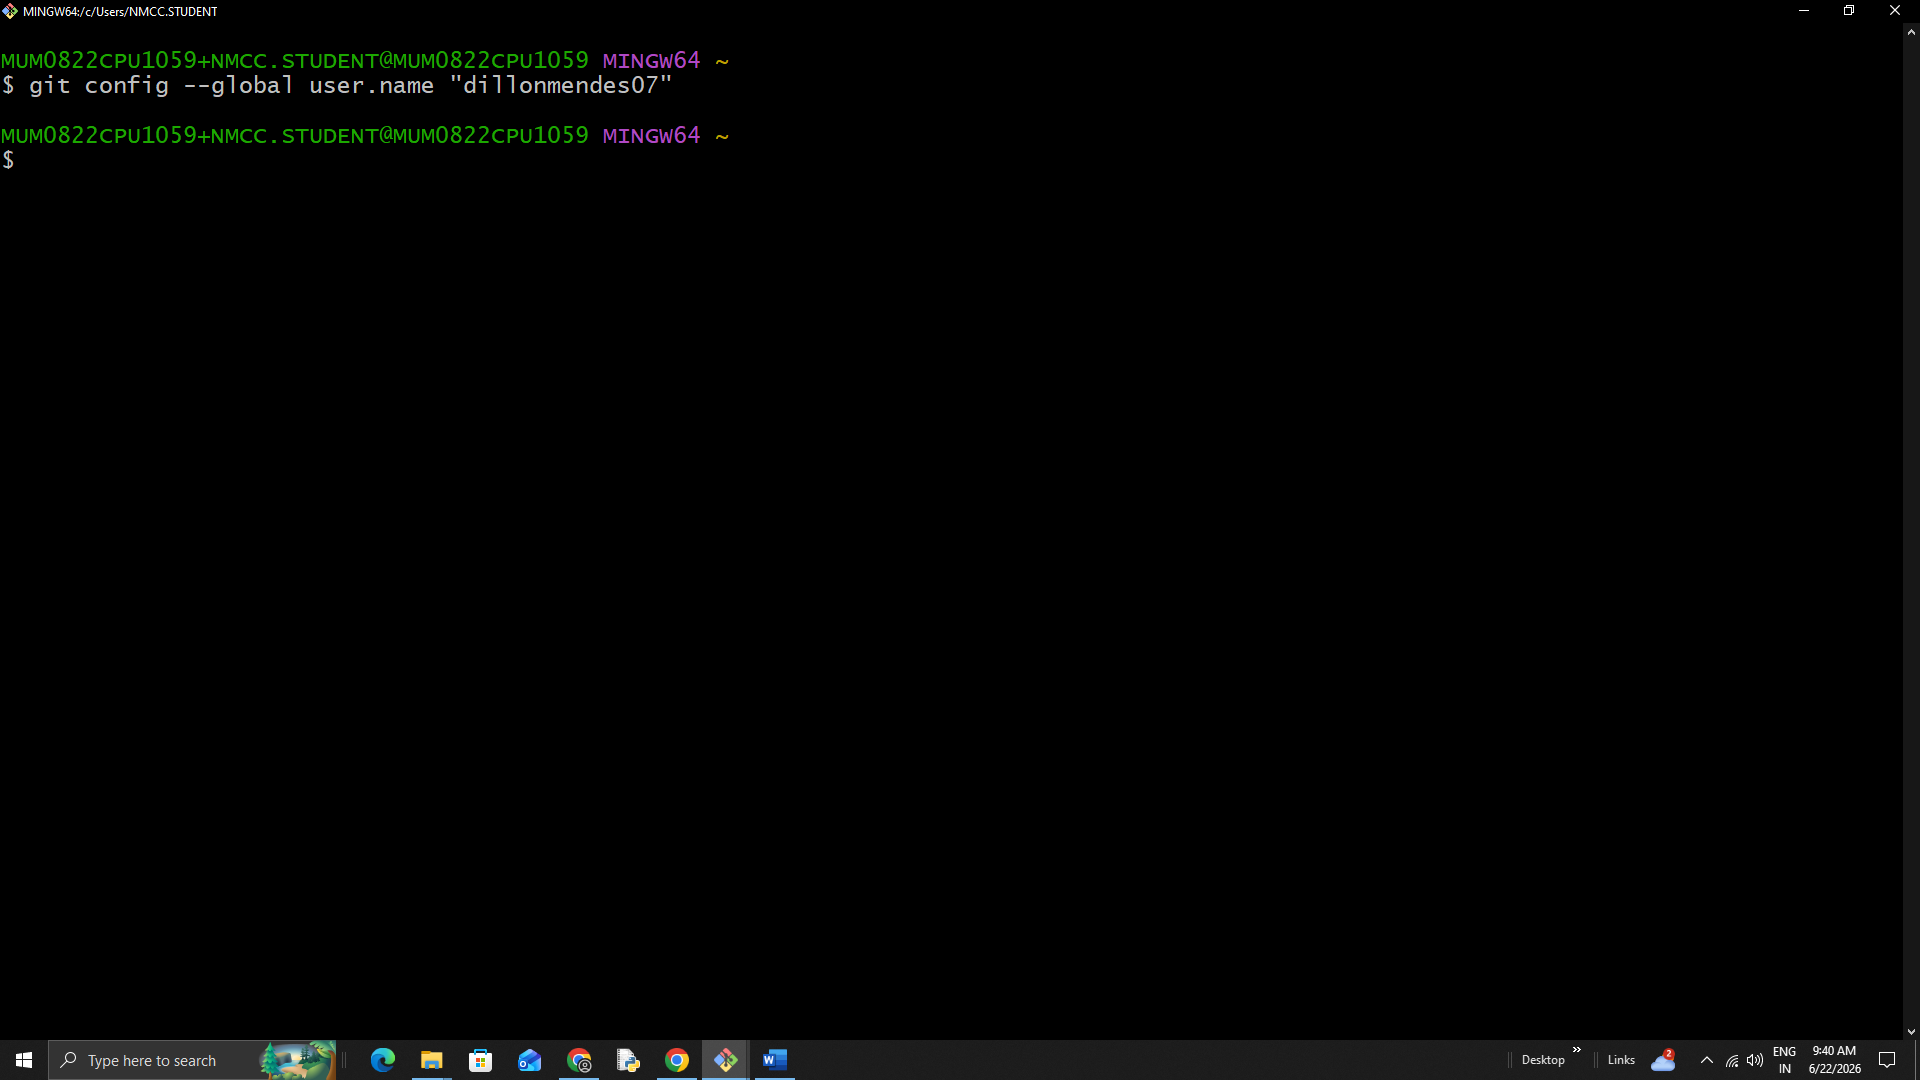 MINGW64:/c/Users/NMCC.STUDENT
MUM0822CPU1059+NMCC.STUDENT@MUM0822CPU1059 MINGW64 ~
$ git config --global user.name "dillonmendes07"
MUM0822CPU1059+NMCC.STUDENT@MUM0822CPU1059 MINGW64 ~
$
Type here to search
Desktop
Links
2
ENG
IN
9:40 AM
6/22/2026